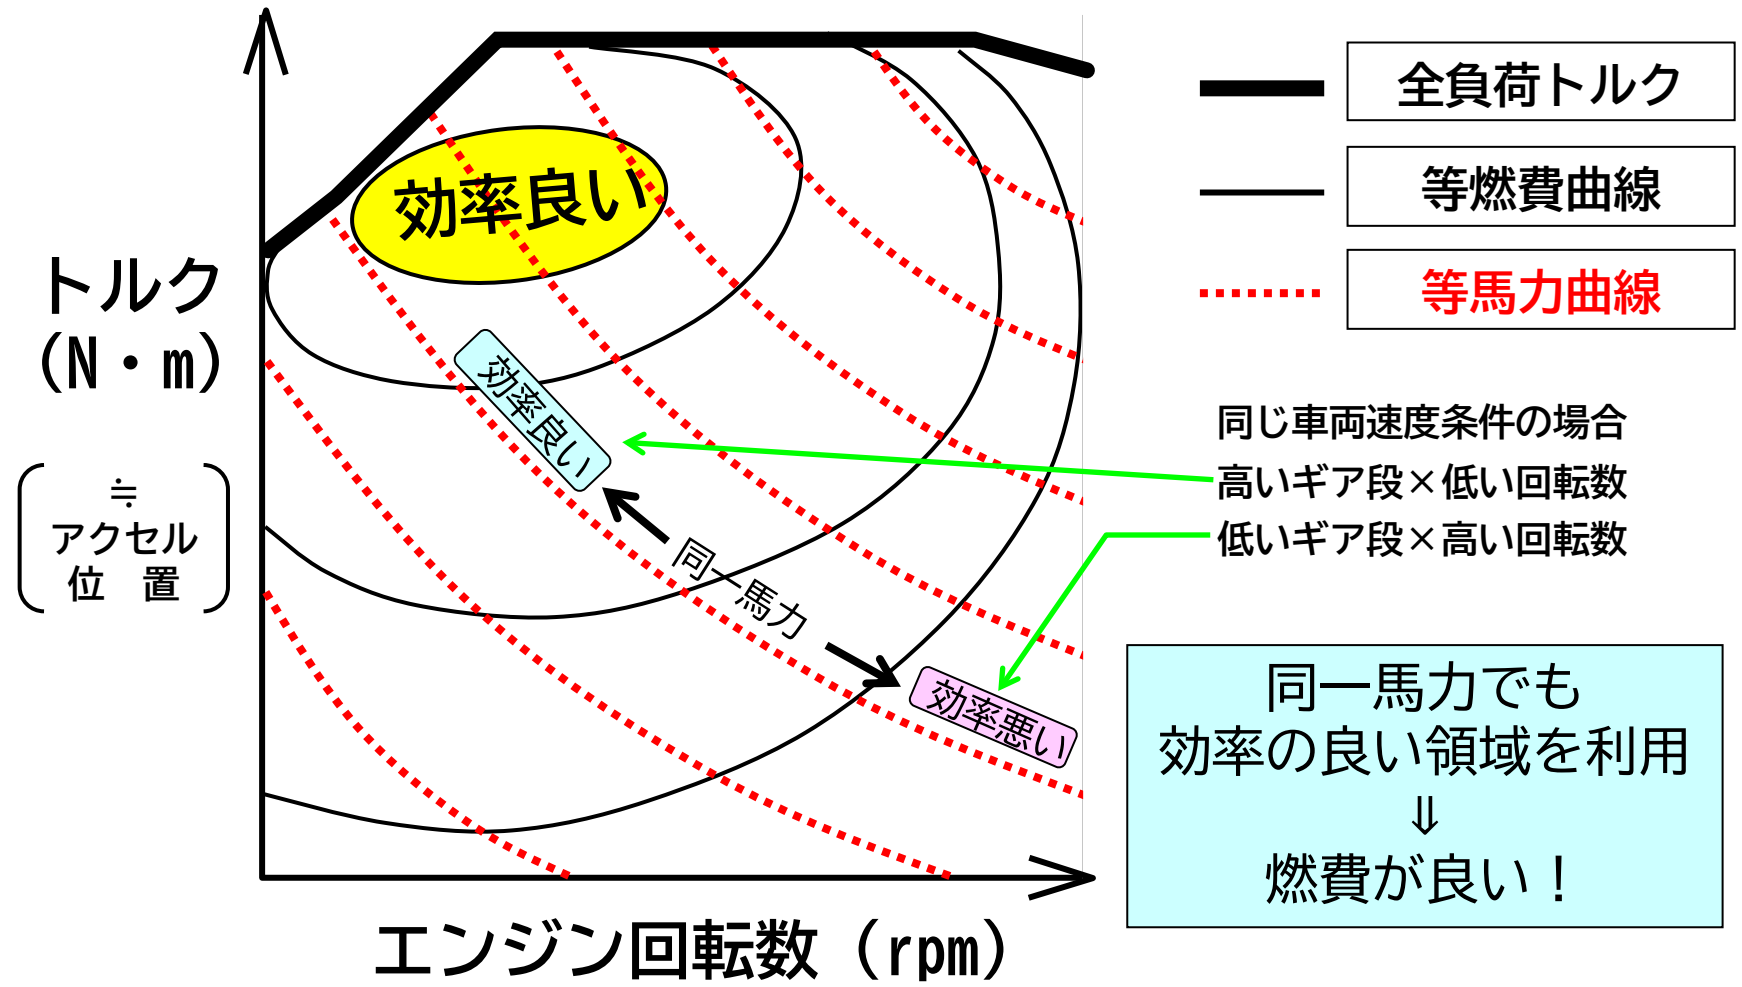 全負荷トルク
等燃費曲線
等馬力曲線
効率良い
トルク
(N・m)
≒
アクセル
位　置
効率良い
同一馬力
効率悪い
同じ車両速度条件の場合
高いギア段×低い回転数
低いギア段×高い回転数
同一馬力でも
効率の良い領域を利用
⇓
燃費が良い！
エンジン回転数（rpm）